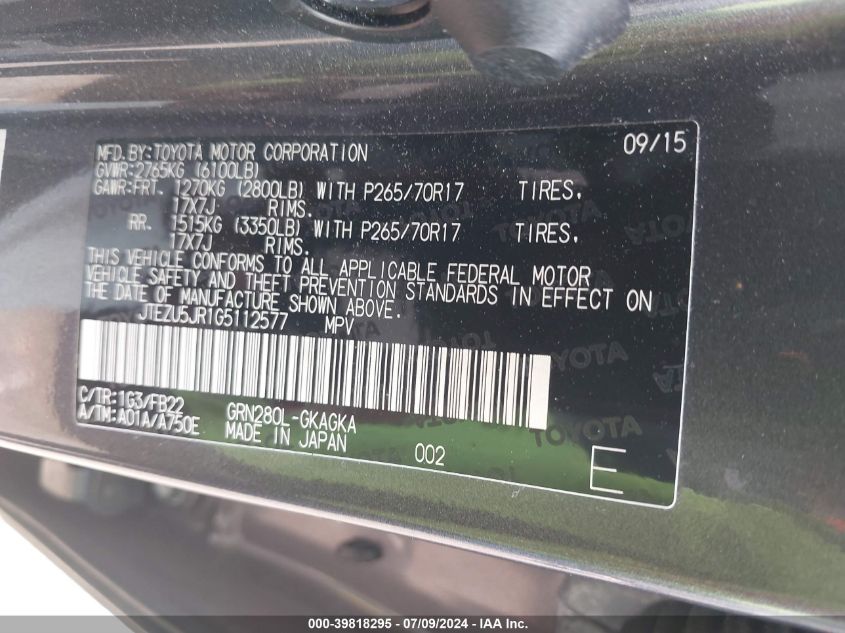 MFD.BY:TOYOTA MOTOR CORPORATION 09/15
GVWR:2765KG (6100LB)
GAWR:FRT. 1270KG (2800LB) WITH P265/70R17 TIRES,
17X7J RIMS.
RR. 1515KG (3350LB) WITH P265/70R17 TIRES,
17X7J RIMS.
THIS VEHICLE CONFORMS TO ALL APPLICABLE FEDERAL MOTOR
VEHICLE SAFETY AND THEFT PREVENTION STANDARDS IN EFFECT ON
THE DATE OF MANUFACTURE SHOWN ABOVE.
JTEZU5JR1G5112577 MPV
C/TR:1G3/FB22 GRN280L-GKAGKA
A/TM:A01A/A750E MADE IN JAPAN
002
E
TOYOTA
TOYOTA
000-39818295 - 07/09/2024 - IAA Inc.